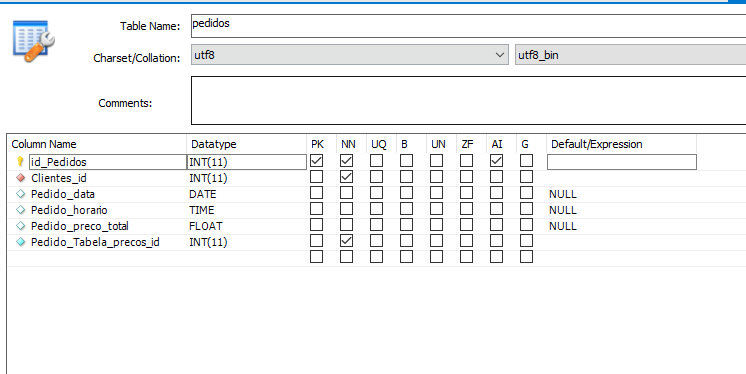 Table Name: pedidos
Charset/Collation: utf8 utf8_bin
Comments:
Column Name Datatype PK NN UQ B UN ZF AI G Default/Expression
id_Pedidos INT(11)
Clientes_id INT(11)
Pedido_data DATE NULL
Pedido_horario TIME NULL
Pedido_preco_total FLOAT NULL
Pedido_Tabela_precos_id INT(11)